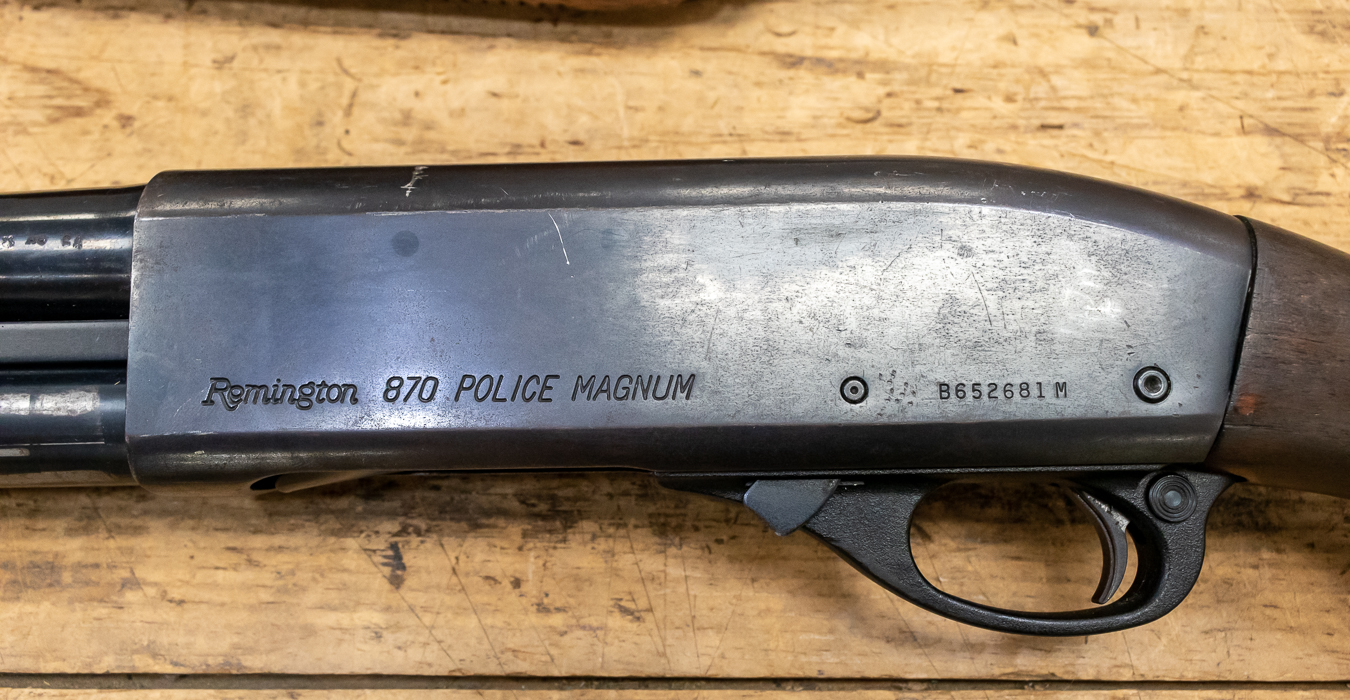 Remington 870 POLICE MAGNUM
B652681M